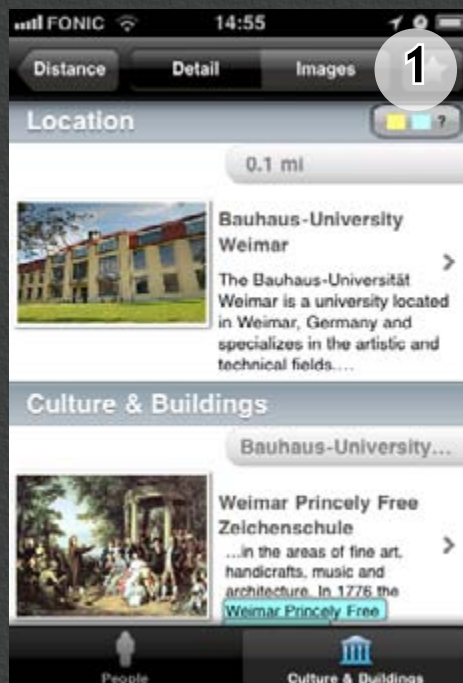 FONIC 14:55
Distance Detail Images 1
Location ?
0.1 mi
Bauhaus-University
Weimar
The Bauhaus-Universität
Weimar is a university located
in Weimar, Germany and
specializes in the artistic and
technical fields....
Culture & Buildings
Bauhaus-University...
Weimar Princely Free
Zeichenschule
...in the areas of fine art,
handicrafts, music and
architecture. In 1776 the
Weimar Princely Free
People Culture & Buildings